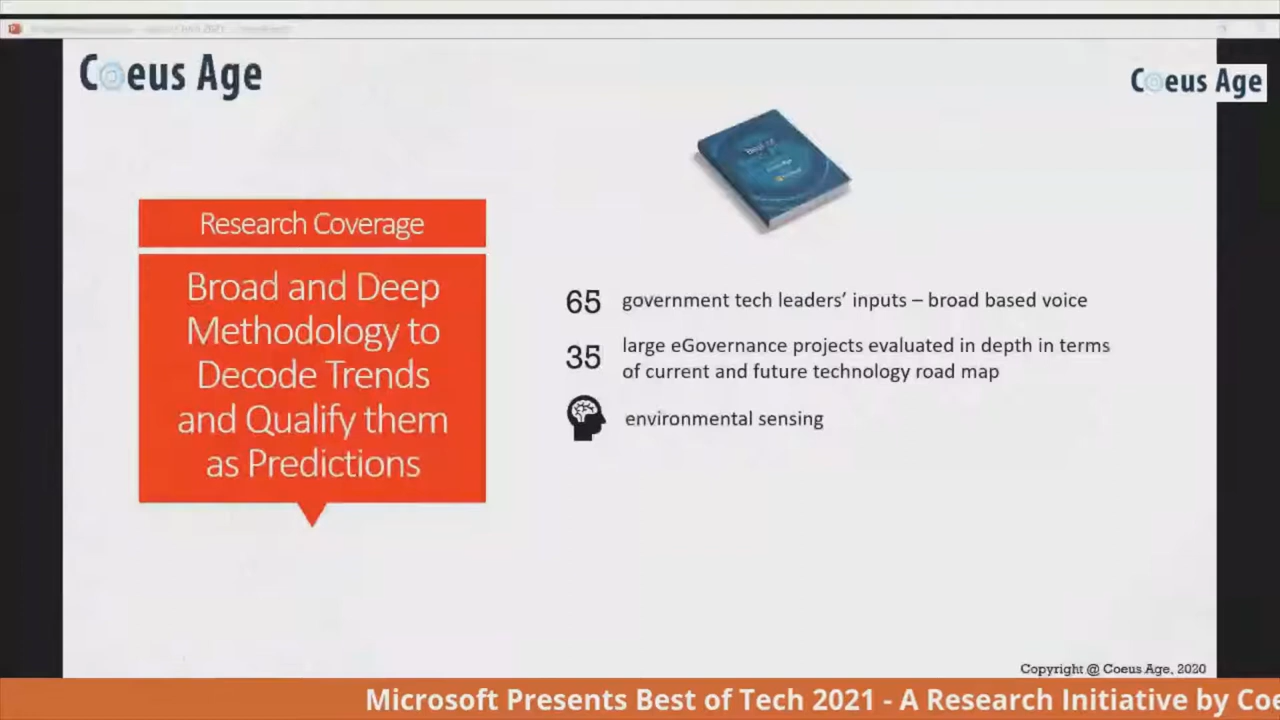 Coeus Age
Coeus Age
Research Coverage
Broad and Deep
Methodology to
Decode Trends
and Qualify them
as Predictions
65 government tech leaders’ inputs – broad based voice
35 large eGovernance projects evaluated in depth in terms
of current and future technology road map
environmental sensing
Copyright @ Coeus Age, 2020
Microsoft Presents Best of Tech 2021 - A Research Initiative by Coe